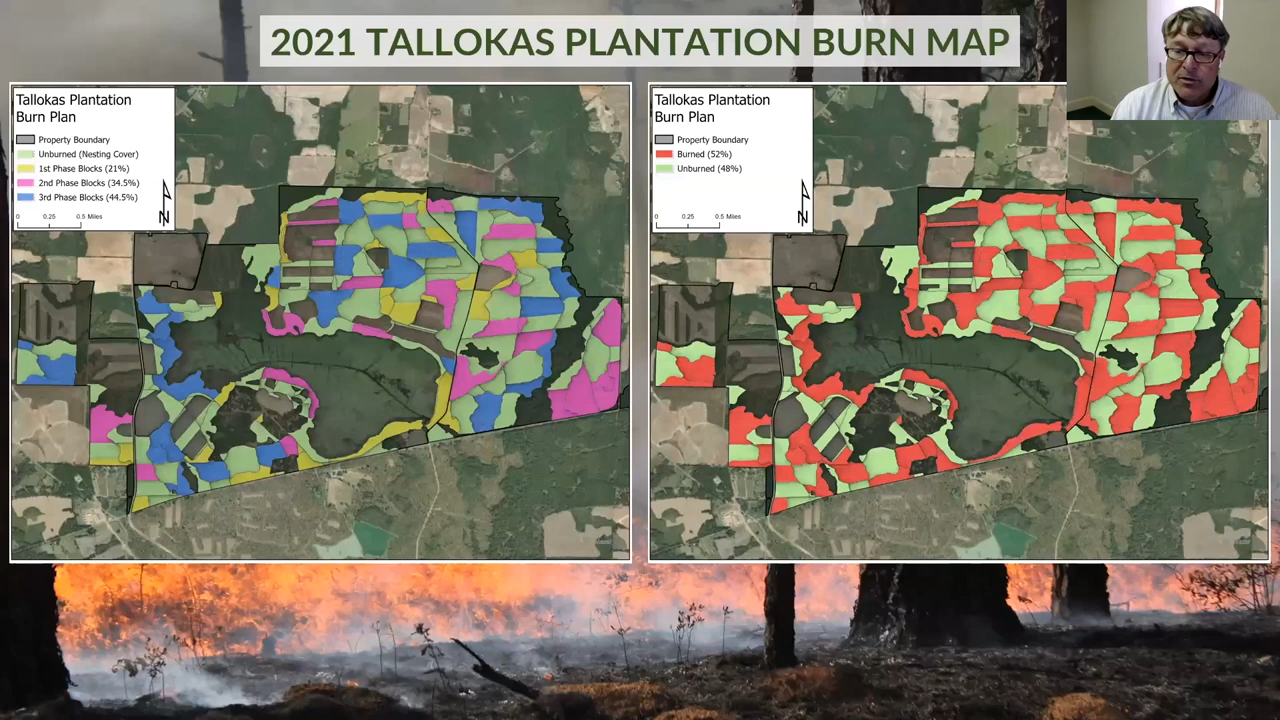 2021 TALLOKAS PLANTATION BURN MAP
Tallokas Plantation
Burn Plan
Property Boundary
Unburned (Nesting Cover)
1st Phase Blocks (21%)
2nd Phase Blocks (34.5%)
3rd Phase Blocks (44.5%)
N
0 0.25 0.5 Miles
Tallokas Plantation
Burn Plan
Property Boundary
Burned (52%)
Unburned (48%)
N
0 0.25 0.5 Miles